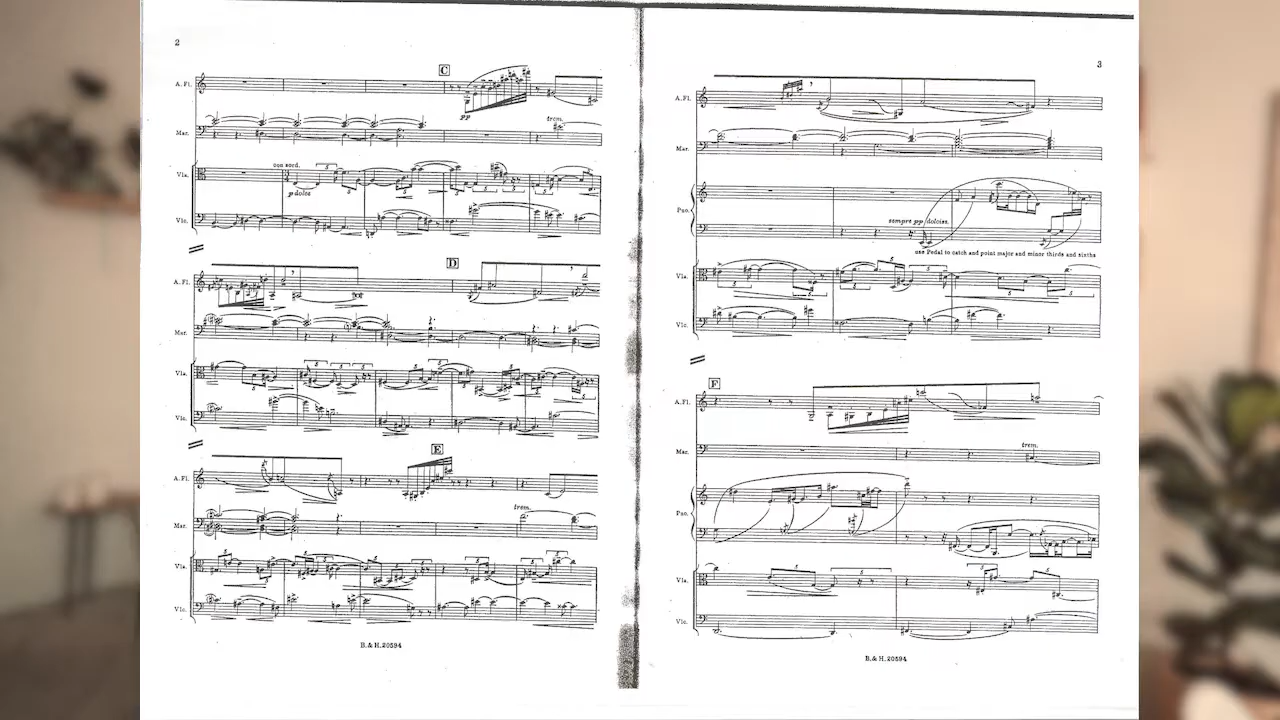 2
C
A. Fl.
pp
trem.
Mar.
con sord.
Vla.
p dolce
Vlc.
D
A. Fl.
Mar.
Vla.
Vlc.
E
A. Fl.
trem.
Mar.
Vla.
Vlc.
B. & H. 20594
3
A. Fl.
Mar.
Pno.
sempre pp dolciss.
use Pedal to catch and point major and minor thirds and sixths
Vla.
Vlc.
F
A. Fl.
trem.
Mar.
Pno.
Vla.
Vlc.
B. & H. 20594